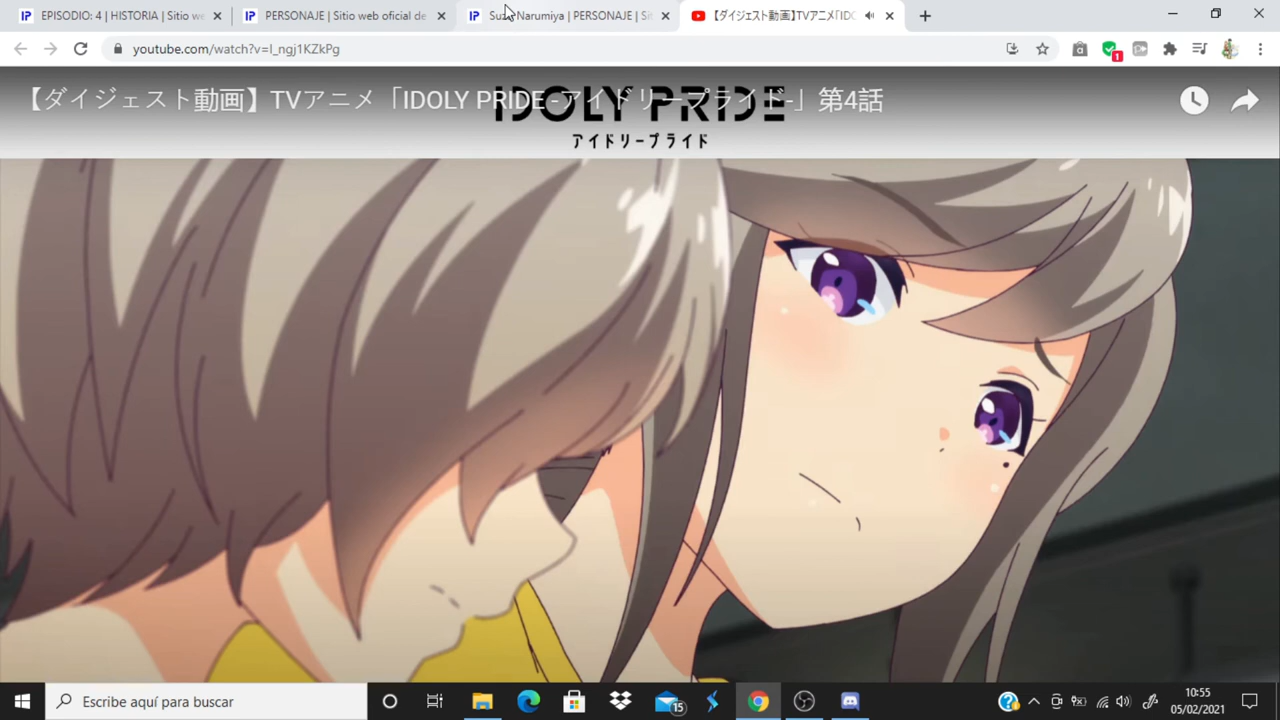 EPISODIO: 4 | HISTORIA | Sitio we
PERSONAJE | Sitio web oficial de
Narumiya | PERSONAJE | Sit
【ダイジェスト動画】TVアニメ「IDO
youtube.com/watch?v=l_ngj1KZkPg
1
【ダイジェスト動画】TVアニメ「IDOLY PRIDE -アイドリープライド-」第4話
IDOLY PRIDE
アイドリープライド
Escribe aquí para buscar
15
10:55
05/02/2021